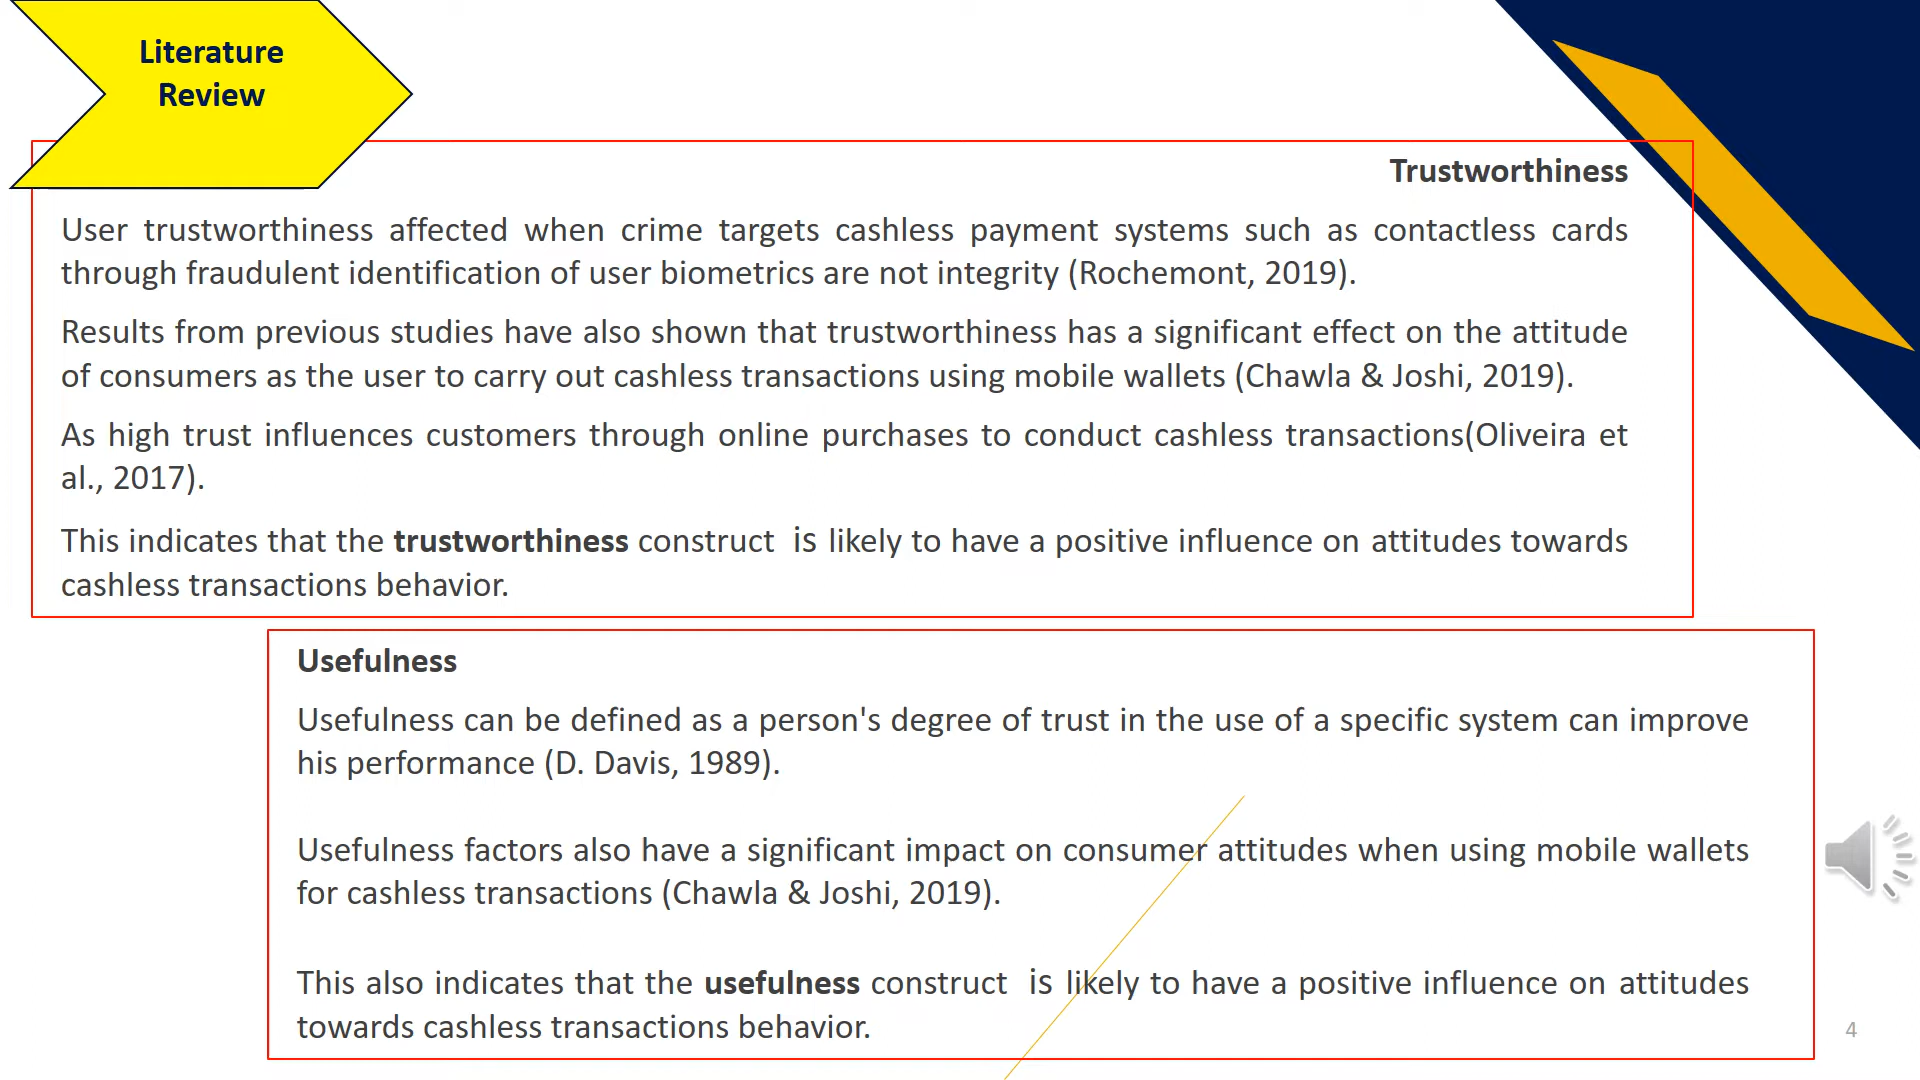 Literature
Review
Trustworthiness
User trustworthiness affected when crime targets cashless payment systems such as contactless cards
through fraudulent identification of user biometrics are not integrity (Rochemont, 2019).
Results from previous studies have also shown that trustworthiness has a significant effect on the attitude
of consumers as the user to carry out cashless transactions using mobile wallets (Chawla & Joshi, 2019).
As high trust influences customers through online purchases to conduct cashless transactions(Oliveira et
al., 2017).
This indicates that the trustworthiness construct  is likely to have a positive influence on attitudes towards
cashless transactions behavior.
Usefulness
Usefulness can be defined as a person's degree of trust in the use of a specific system can improve
his performance (D. Davis, 1989).
Usefulness factors also have a significant impact on consumer attitudes when using mobile wallets
for cashless transactions (Chawla & Joshi, 2019).
This also indicates that the usefulness construct  is likely to have a positive influence on attitudes
towards cashless transactions behavior.
4